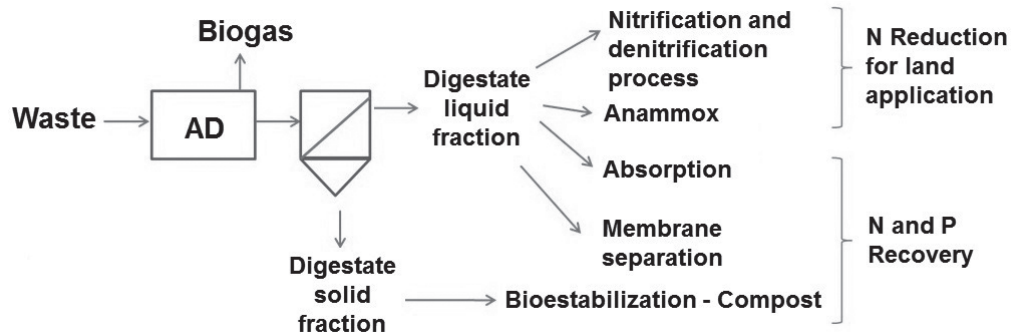 Biogas
Waste
AD
Digestate
liquid
fraction
Nitrification and
denitrification
process
Anammox
Absorption
Membrane
separation
N Reduction
for land
application
N and P
Recovery
Digestate
solid
fraction
Bioestabilization - Compost